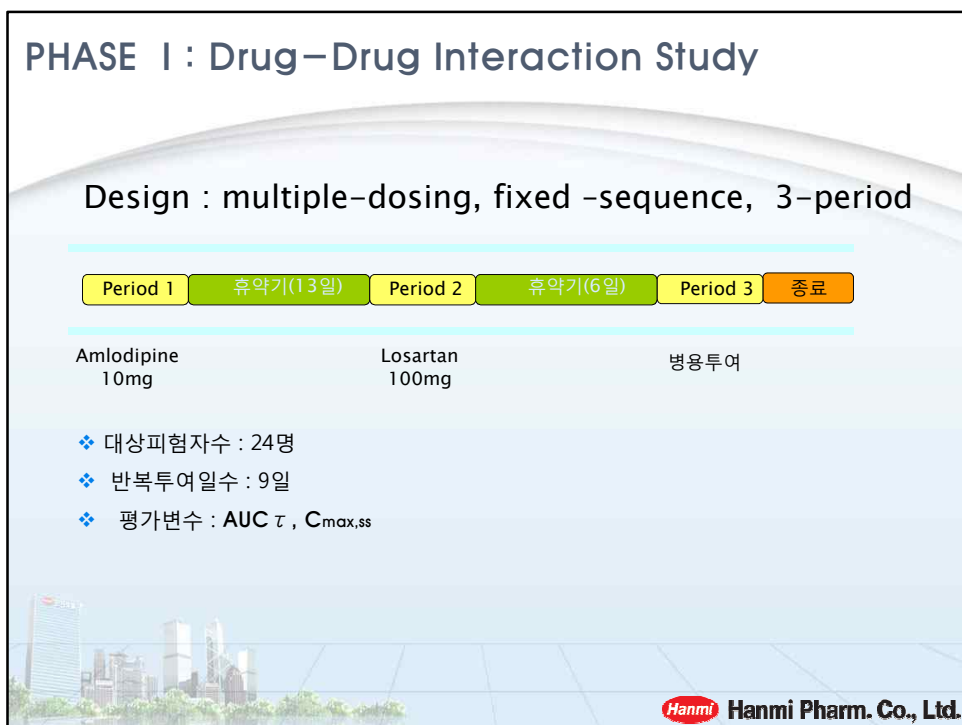 PHASE Ⅰ : Drug-Drug Interaction Study
Design : multiple-dosing, fixed -sequence, 3-period
Period 1 휴약기(13일) Period 2 휴약기(6일) Period 3 종료
Amlodipine 10mg
Losartan 100mg
병용투여
❖ 대상피험자수 : 24명
❖ 반복투여일수 : 9일
❖ 평가변수 : AUC τ , Cmax,ss
Hanmi Hanmi Pharm. Co., Ltd.